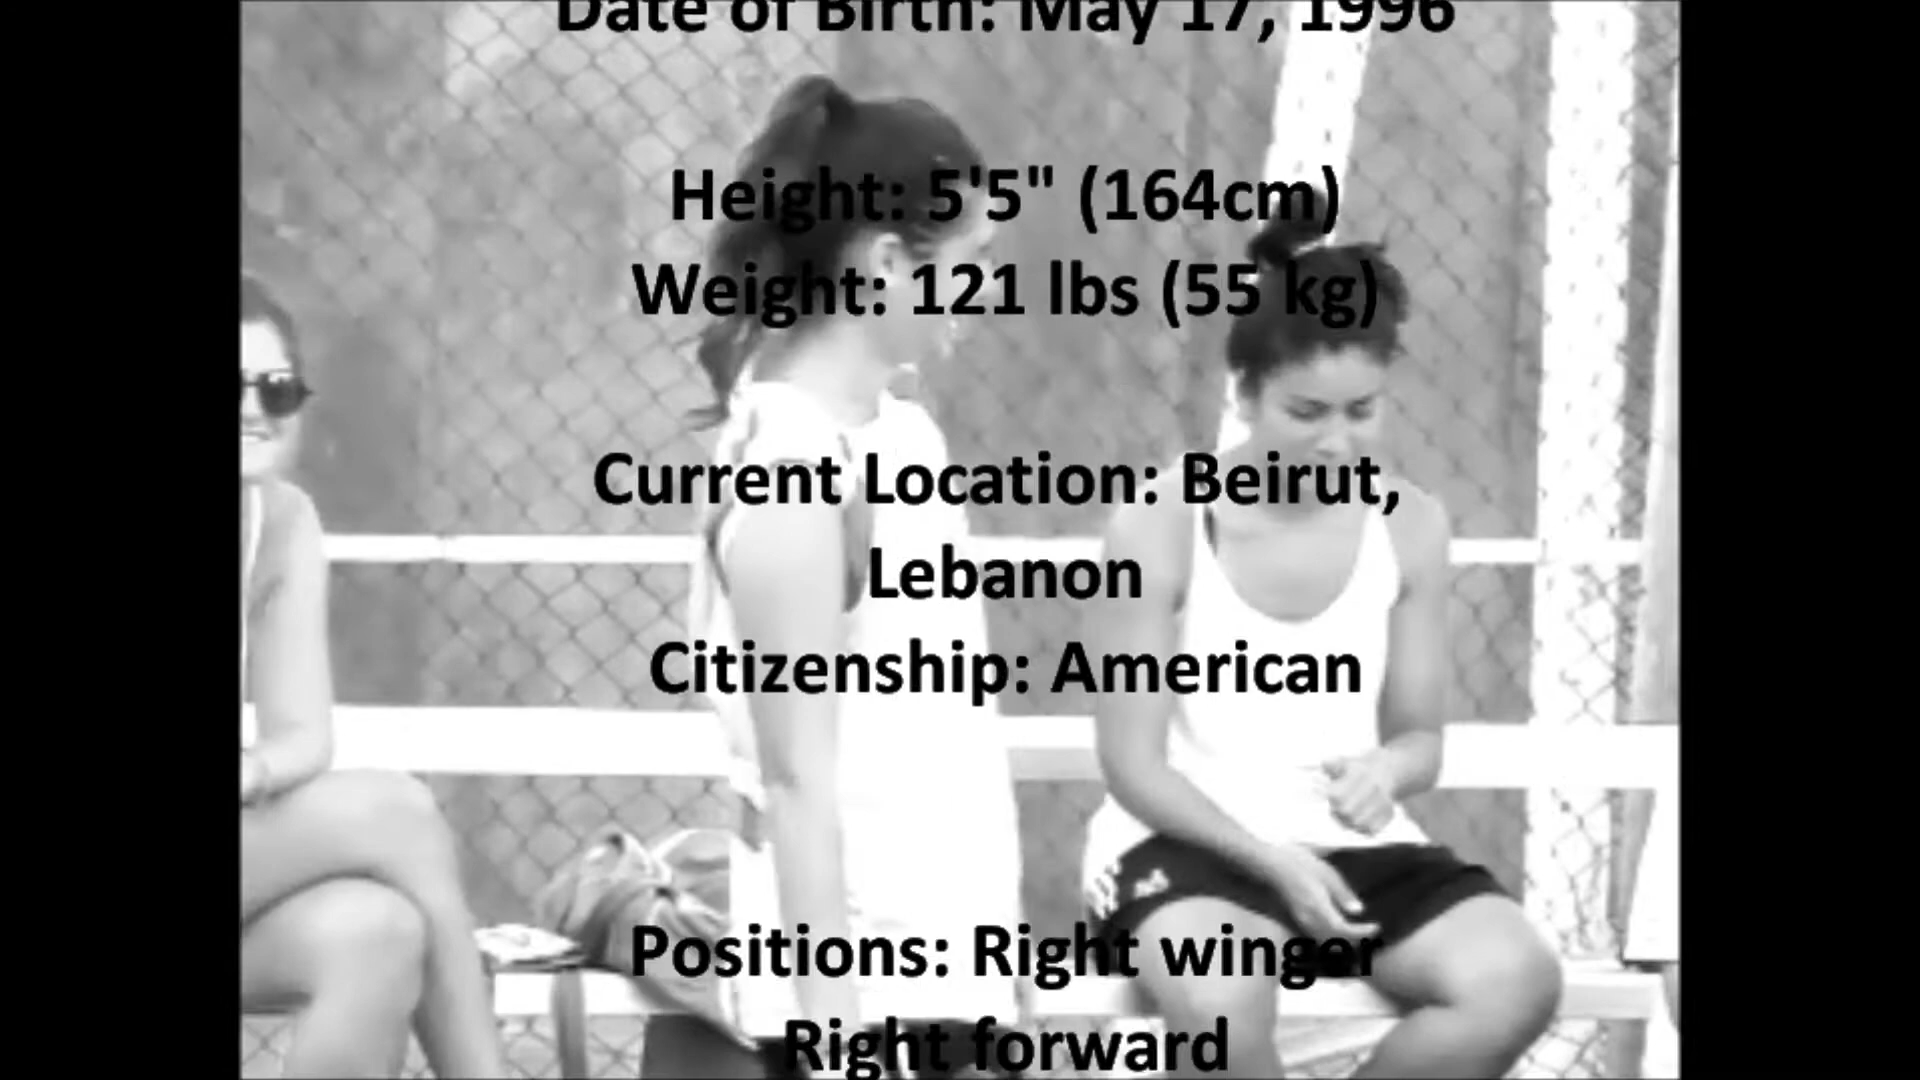 Date of Birth: May 17, 1996
Height: 5'5" (164cm)
Weight: 121 lbs (55 kg)
Current Location: Beirut,
Lebanon
Citizenship: American
Positions: Right winger
Right forward